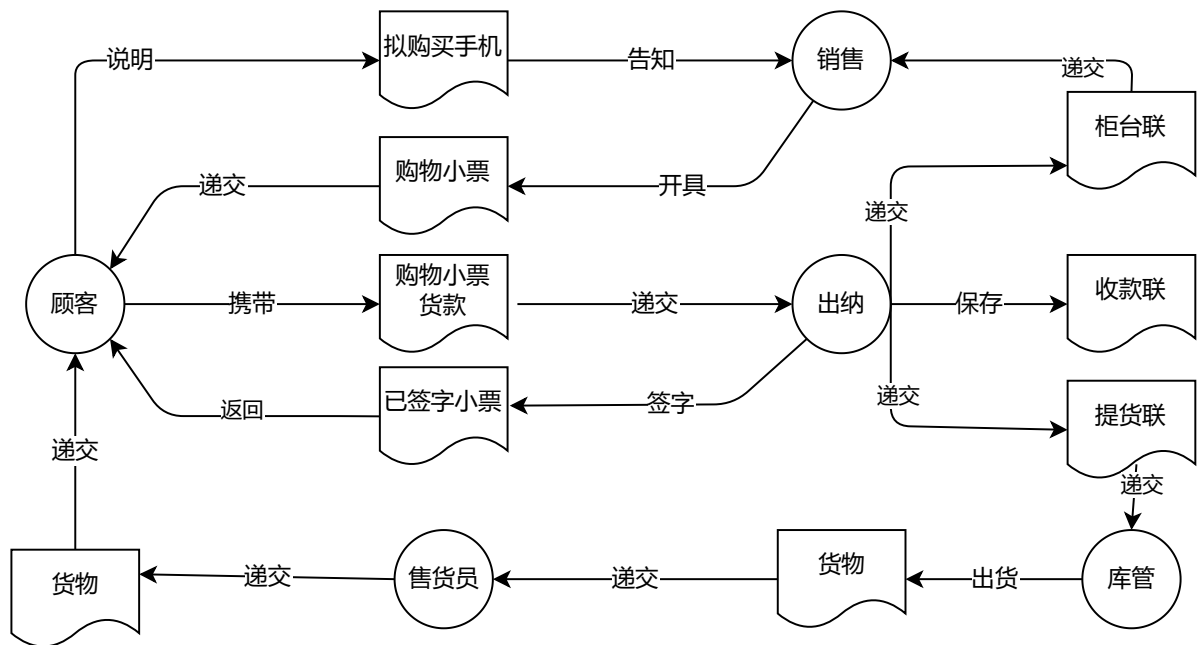 说明
拟购买手机
告知
销售
递交
柜台联
递交
购物小票
开具
递交
顾客
携带
购物小票
货款
递交
出纳
保存
收款联
返回
已签字小票
签字
递交
提货联
递交
递交
货物
递交
售货员
递交
货物
出货
库管